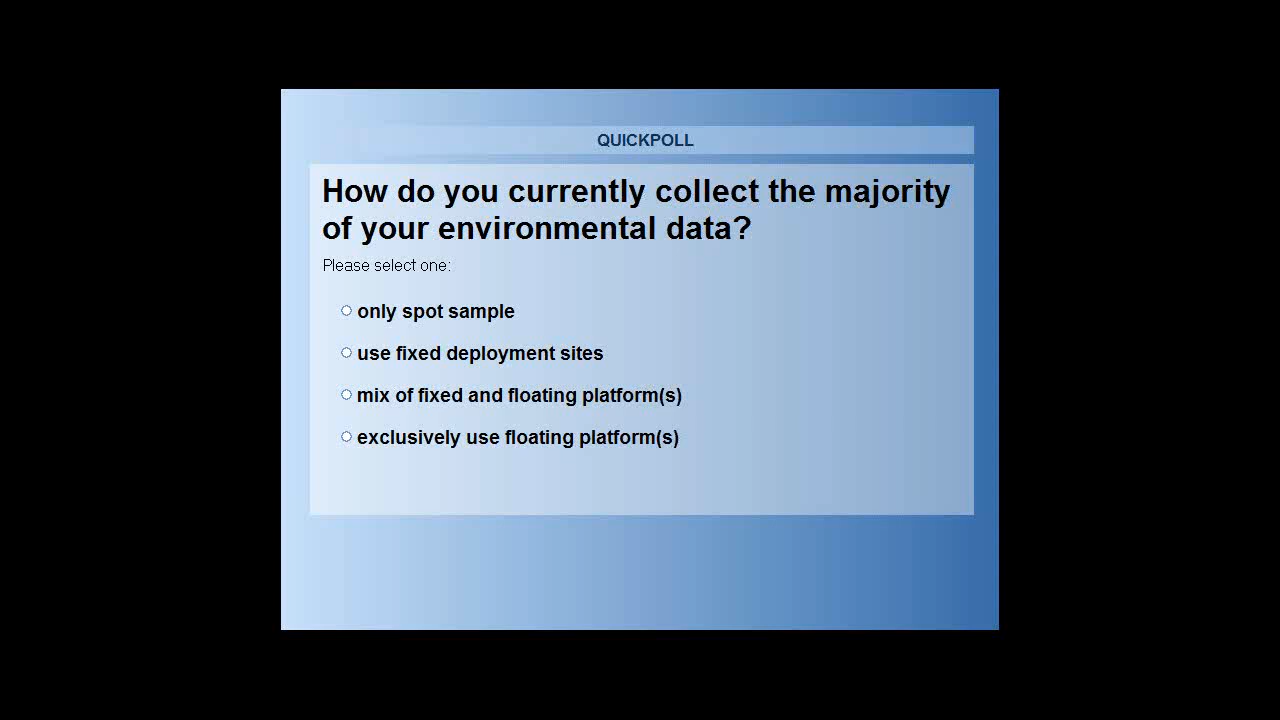 QUICKPOLL
How do you currently collect the majority
of your environmental data?
Please select one:
only spot sample
use fixed deployment sites
mix of fixed and floating platform(s)
exclusively use floating platform(s)